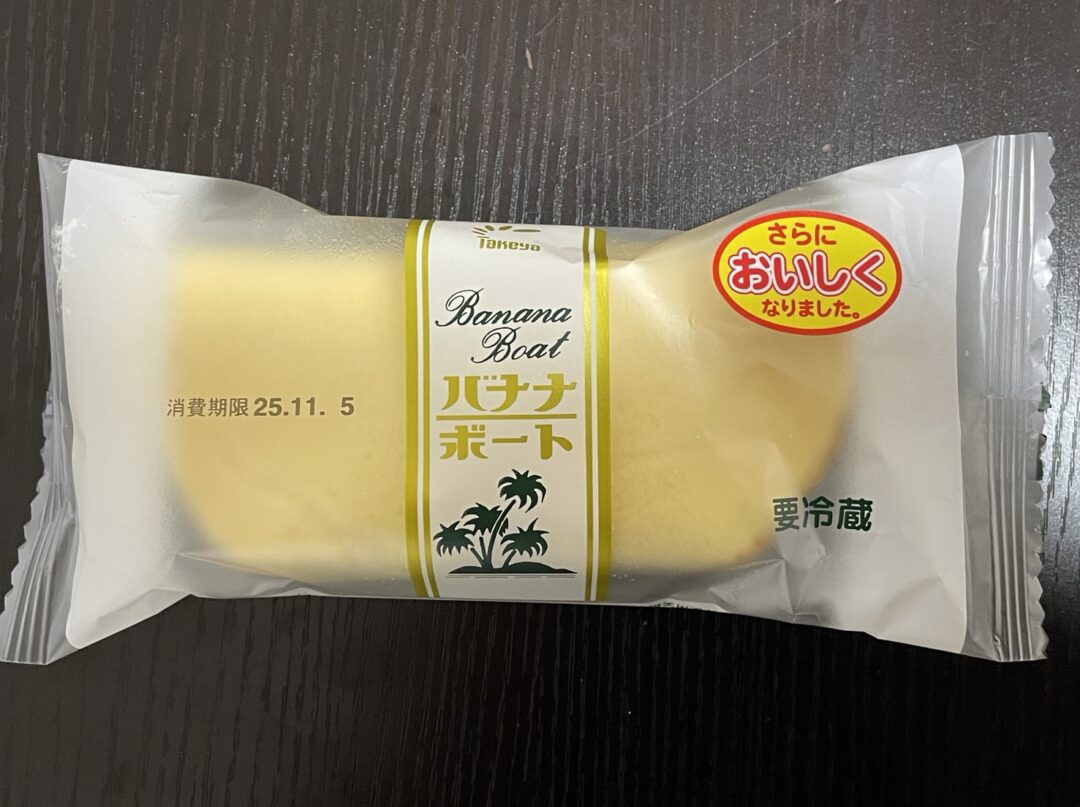 Takeya
Banana
Boat
バナナ
ボート
消費期限 25.11. 5
さらに
おいしく
なりました。
要冷蔵